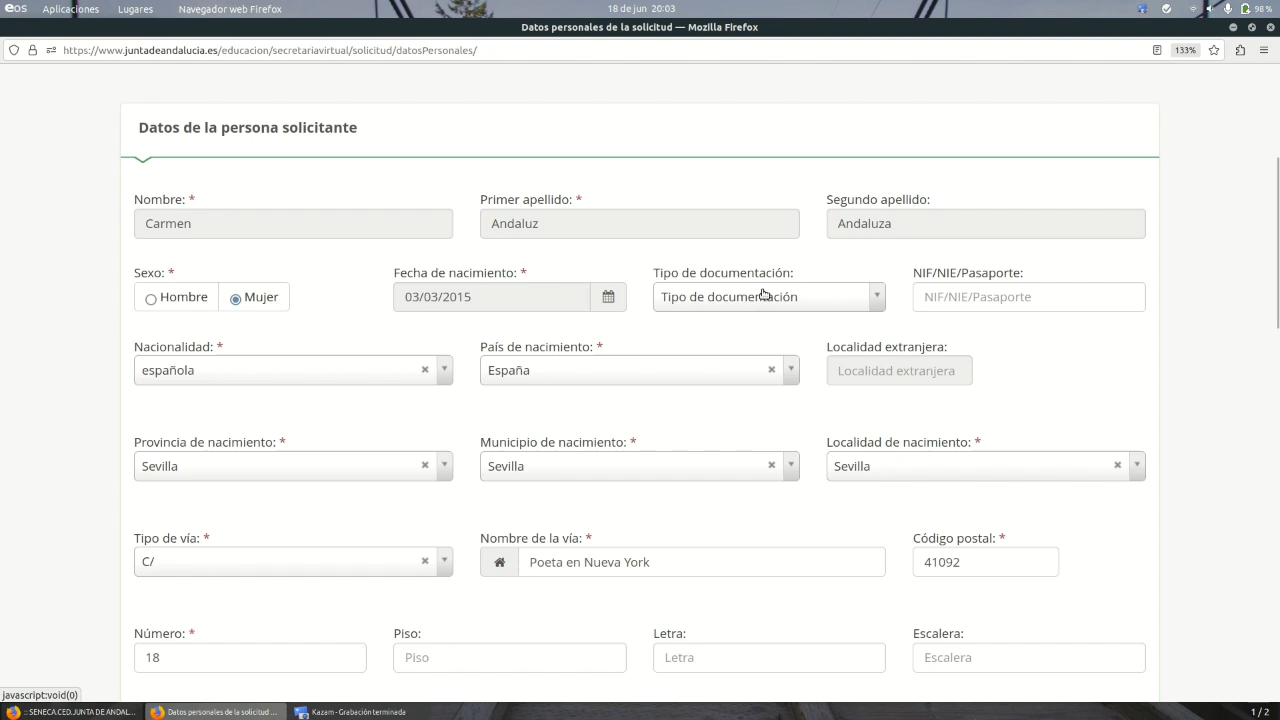 eos Aplicaciones Lugares Navegador web Firefox 18 de jun 20:03 98 %
Datos personales de la solicitud — Mozilla Firefox
https://www.juntadeandalucia.es/educacion/secretariavirtual/solicitud/datosPersonales/ 133%
Datos de la persona solicitante
Nombre: * Primer apellido: * Segundo apellido:
Carmen Andaluz Andaluza
Sexo: * Fecha de nacimiento: * Tipo de documentación: NIF/NIE/Pasaporte:
Hombre Mujer 03/03/2015 Tipo de documentación NIF/NIE/Pasaporte
Nacionalidad: * País de nacimiento: * Localidad extranjera:
española España Localidad extranjera
Provincia de nacimiento: * Municipio de nacimiento: * Localidad de nacimiento: *
Sevilla Sevilla Sevilla
Tipo de vía: * Nombre de la vía: * Código postal: *
C/ Poeta en Nueva York 41092
Número: * Piso: Letra: Escalera:
18 Piso Letra Escalera
javascript:void(0)
:: SENECA.CED.JUNTA DE ANDAL... Datos personales de la solicitud ... Kazam - Grabación terminada 1 / 2